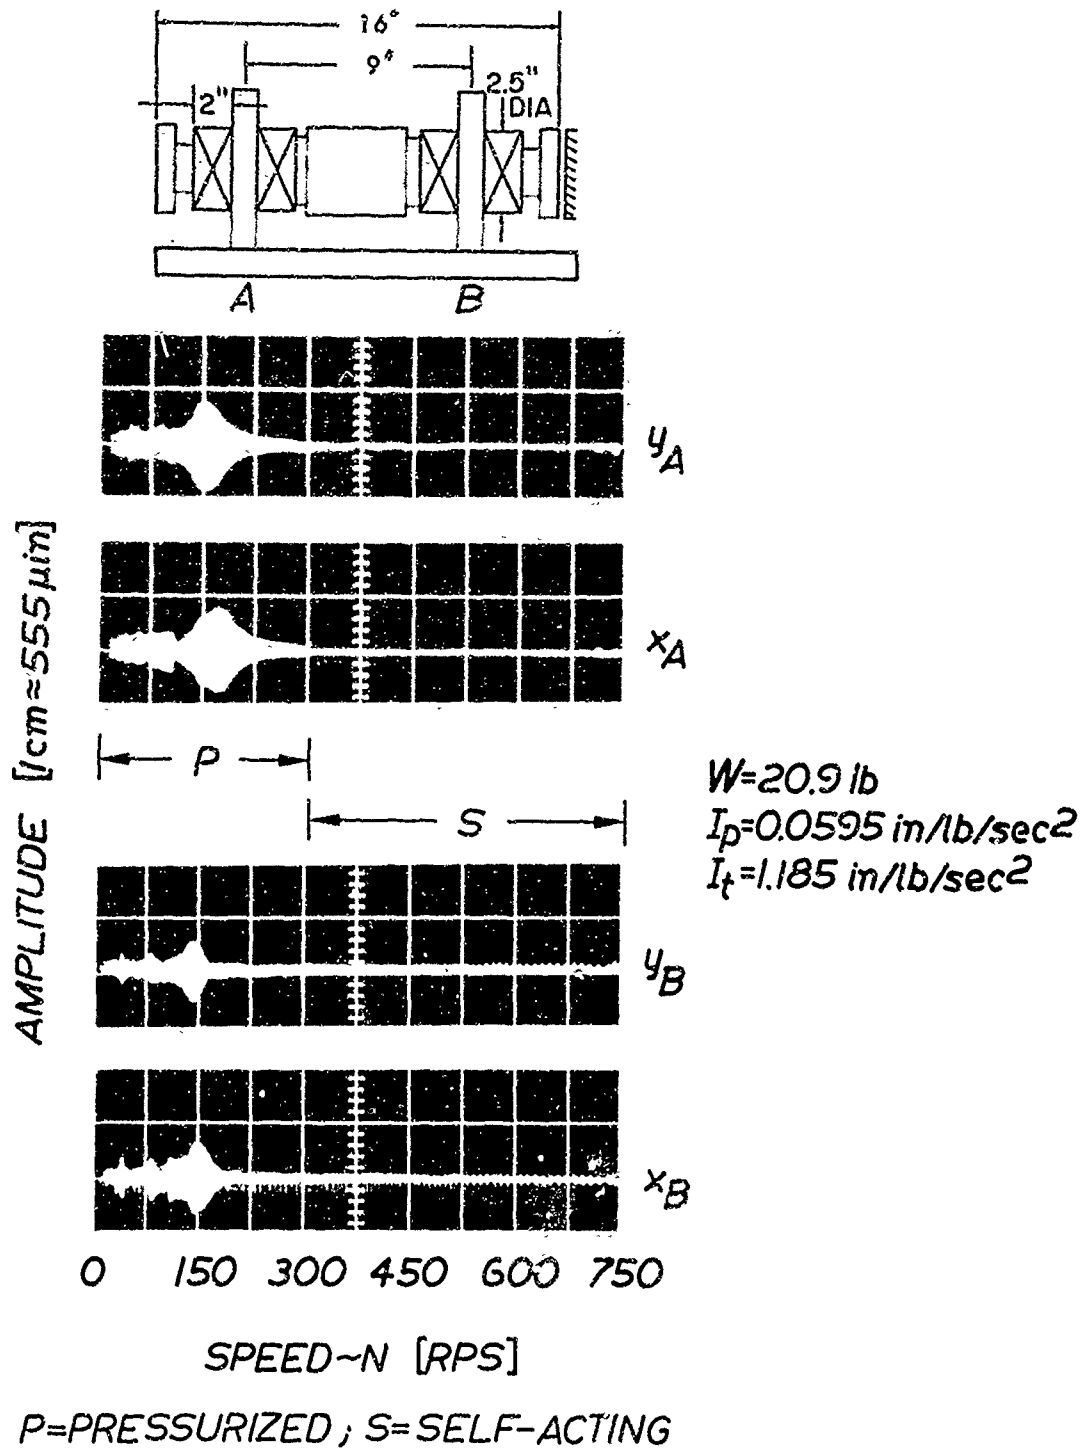 16"
9"
2"
2.5"
DIA
A
B
y_A
x_A
AMPLITUDE [1cm≈555μin]
P
S
W=20.9 lb
I_p=0.0595 in/lb/sec²
I_t=1.185 in/lb/sec²
y_B
x_B
0 150 300 450 600 750
SPEED~N [RPS]
P=PRESSURIZED; S=SELF-ACTING